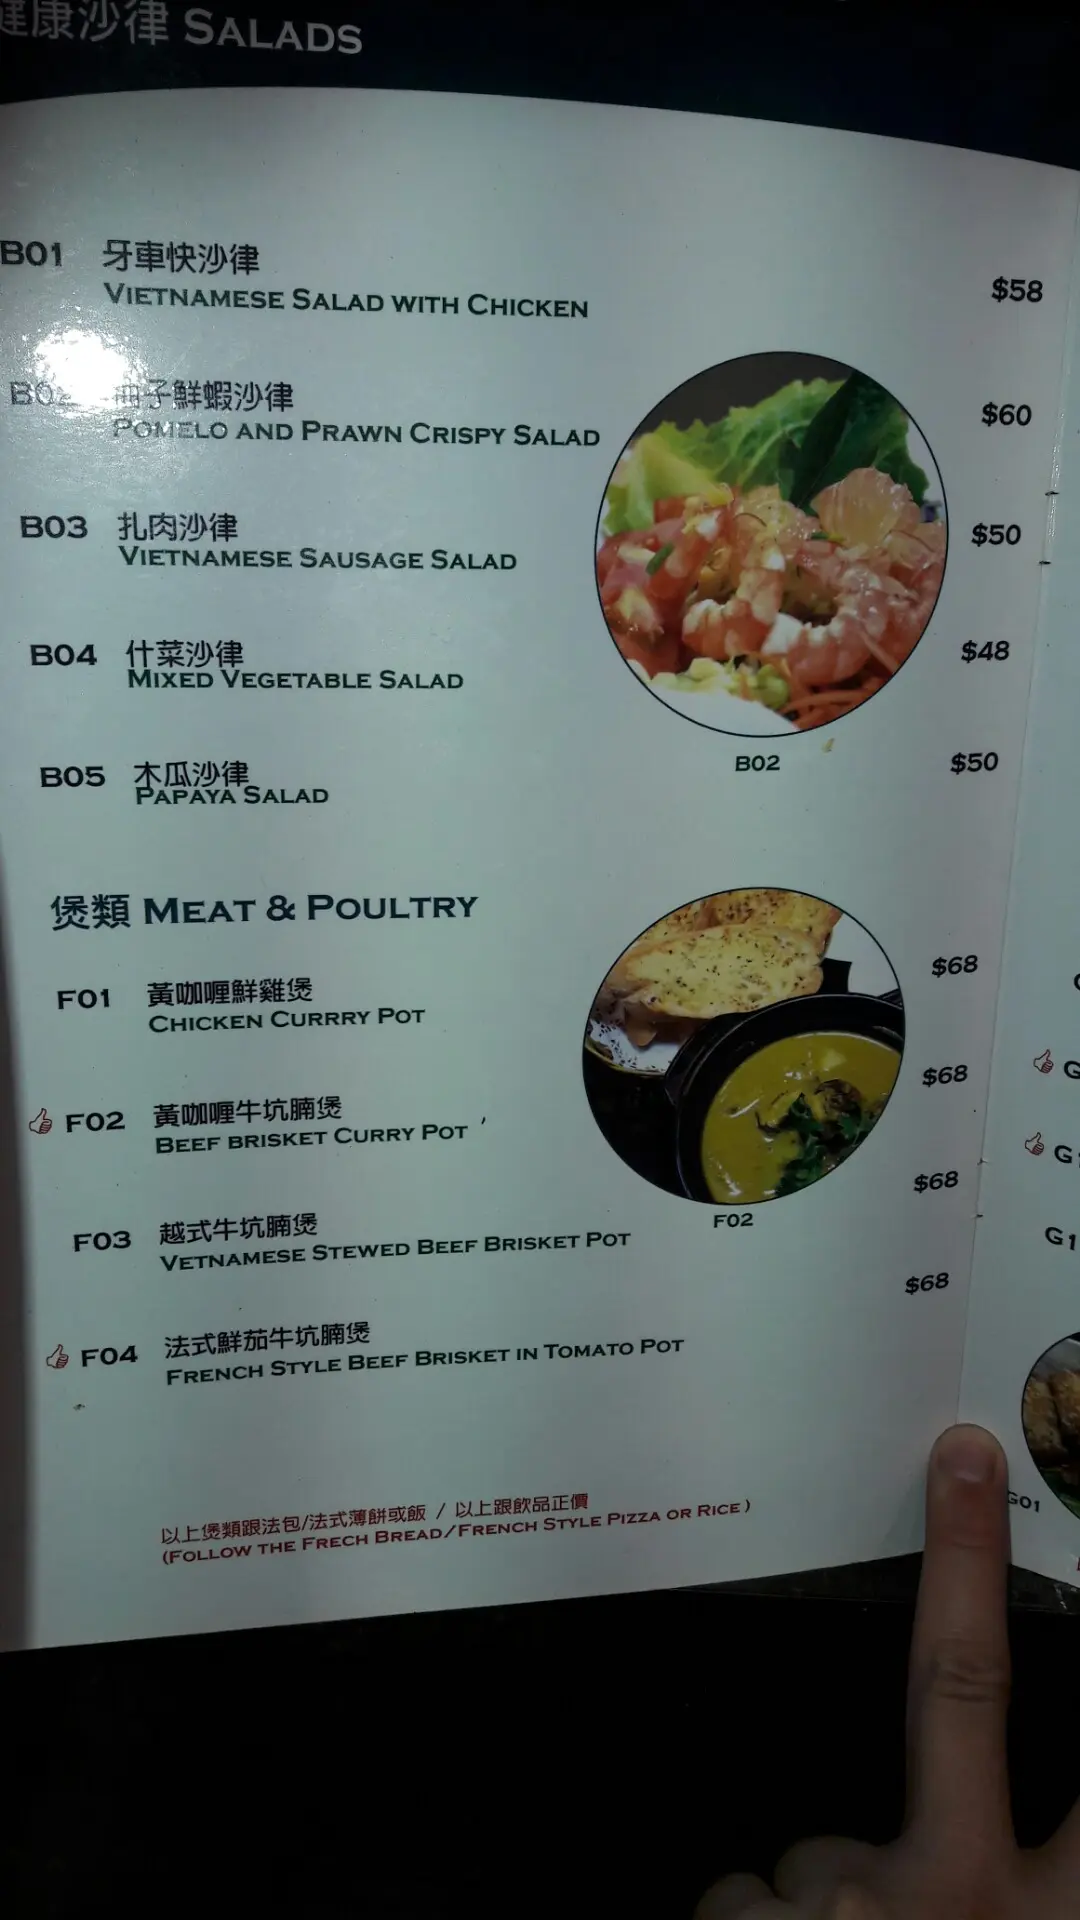 健康沙律 SALADS
B01 牙車快沙律
VIETNAMESE SALAD WITH CHICKEN
$58
B02 柚子鮮蝦沙律
POMELO AND PRAWN CRISPY SALAD
$60
B03 扎肉沙律
VIETNAMESE SAUSAGE SALAD
$50
B04 什菜沙律
MIXED VEGETABLE SALAD
$48
B02
B05 木瓜沙律
PAPAYA SALAD
$50
煲類 MEAT & POULTRY
F01 黃咖喱鮮雞煲
CHICKEN CURRRY POT
$68
F02 黃咖喱牛坑腩煲
BEEF BRISKET CURRY POT
$68
F02
F03 越式牛坑腩煲
VETNAMESE STEWED BEEF BRISKET POT
$68
F04 法式鮮茄牛坑腩煲
FRENCH STYLE BEEF BRISKET IN TOMATO POT
$68
以上煲類跟法包/法式薄餅或飯 / 以上跟飲品正價
(FOLLOW THE FRECH BREAD/FRENCH STYLE PIZZA OR RICE)
G01